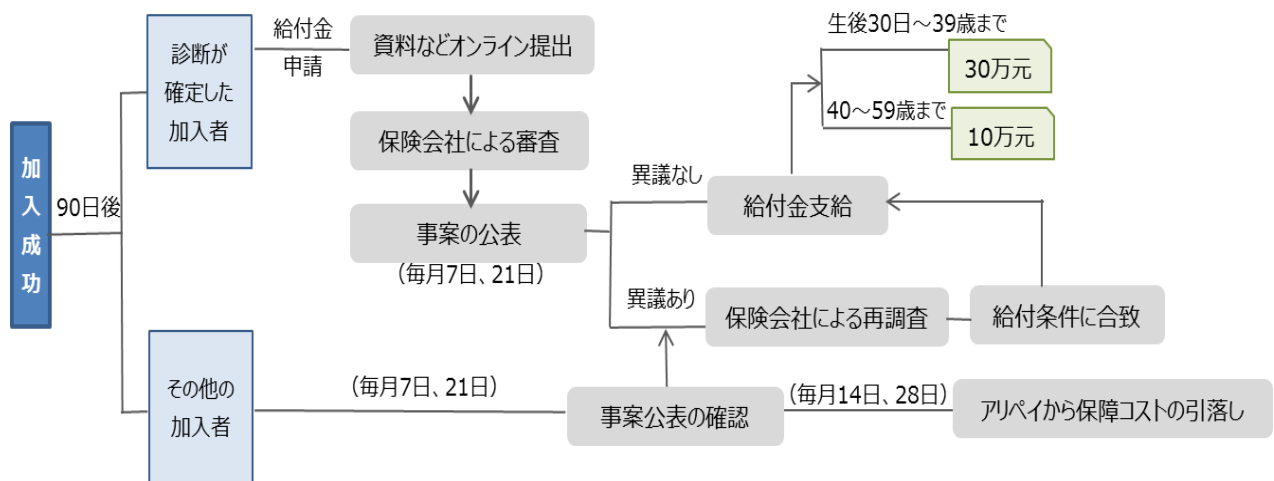 加入成功
90日後
診断が
確定した
加入者
給付金
申請
資料などオンライン提出
保険会社による審査
事案の公表
(毎月7日、21日)
異議なし
給付金支給
生後30日～39歳まで
30万元
40～59歳まで
10万元
異議あり
保険会社による再調査
給付条件に合致
その他の
加入者
(毎月7日、21日)
事案公表の確認
(毎月14日、28日)
アリペイから保障コストの引落し